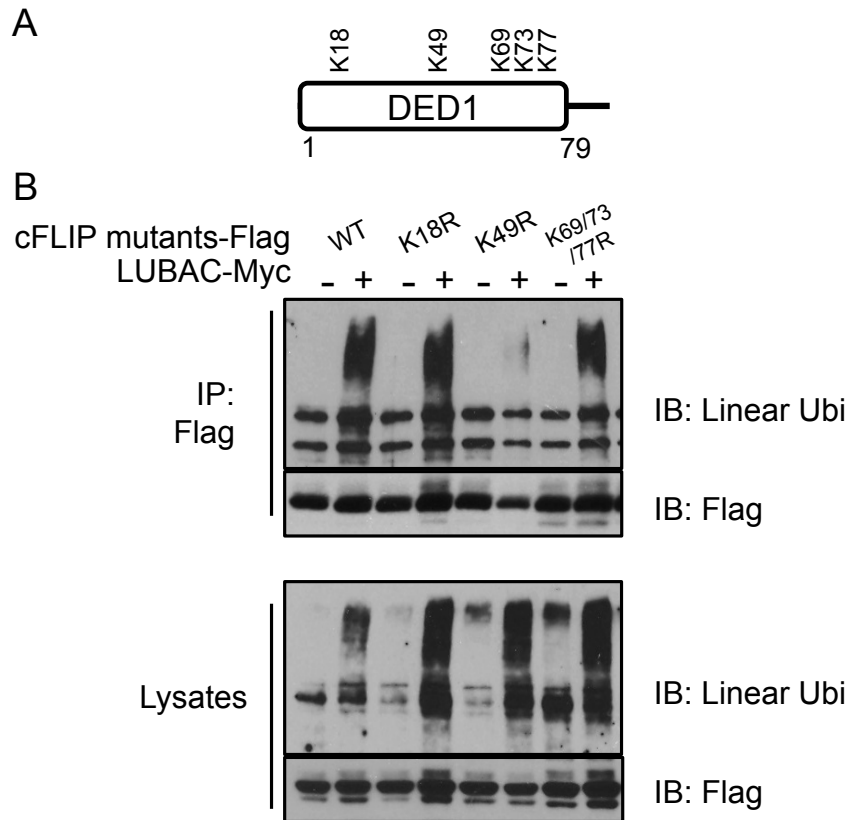 A
K18 K49 K69 K73 K77
DED1
1 79
B
cFLIP mutants-Flag WT K18R K49R K69/73
/77R
LUBAC-Myc - + - + - + - +
IP:
Flag
IB: Linear Ubi
IB: Flag
Lysates
IB: Linear Ubi
IB: Flag